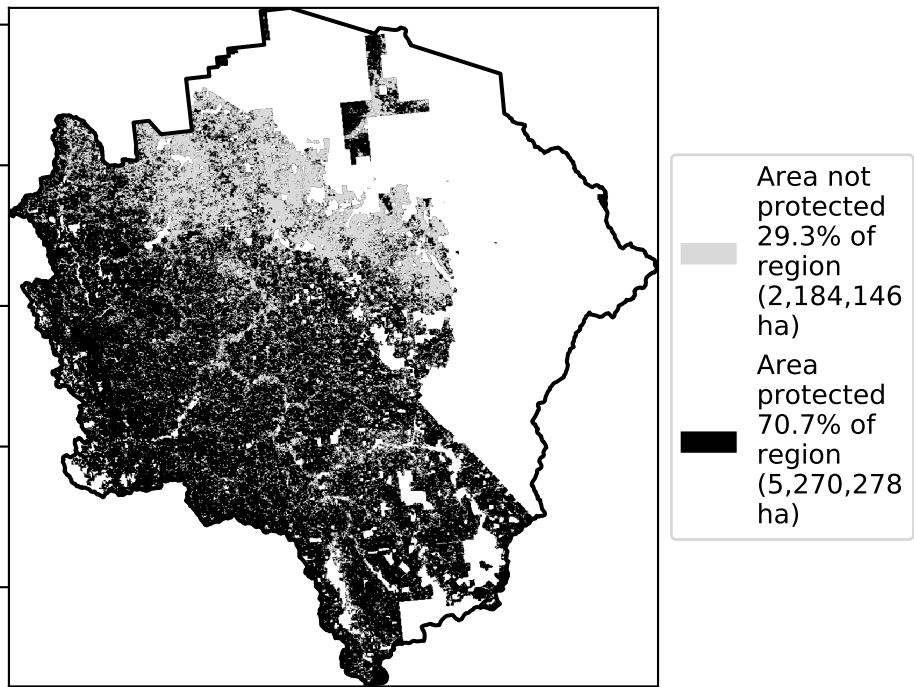 Area not
protected
29.3% of
region
(2,184,146
ha)
Area
protected
70.7% of
region
(5,270,278
ha)